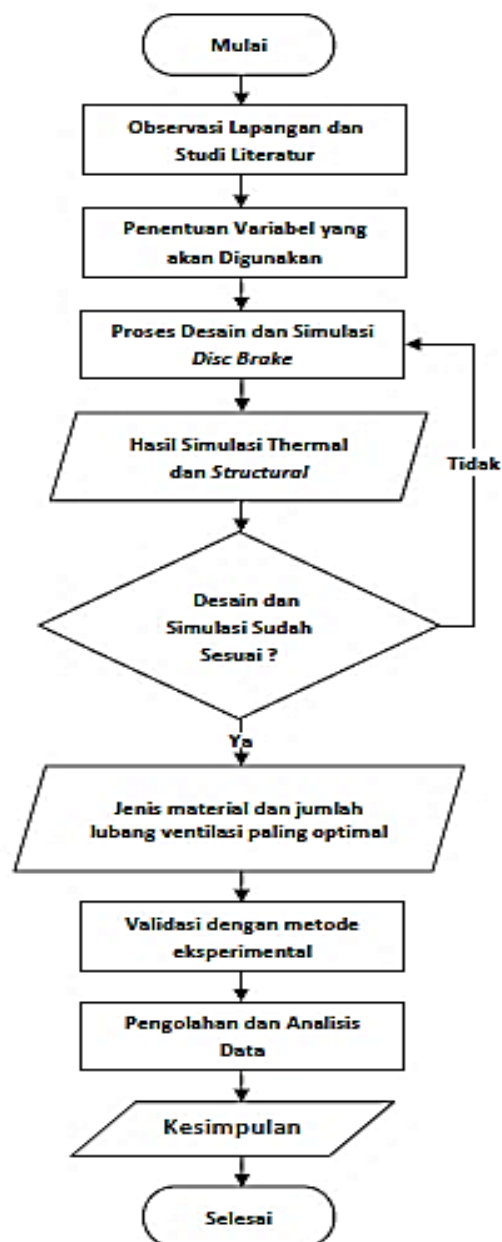 Mulai
Observasi Lapangan dan
Studi Literatur
Penentuan Variabel yang
akan Digunakan
Proses Desain dan Simulasi
Disc Brake
Hasil Simulasi Thermal
dan Structural
Tidak
Desain dan
Simulasi Sudah
Sesuai ?
Ya
Jenis material dan jumlah
lubang ventilasi paling optimal
Validasi dengan metode
eksperimental
Pengolahan dan Analisis
Data
Kesimpulan
Selesai